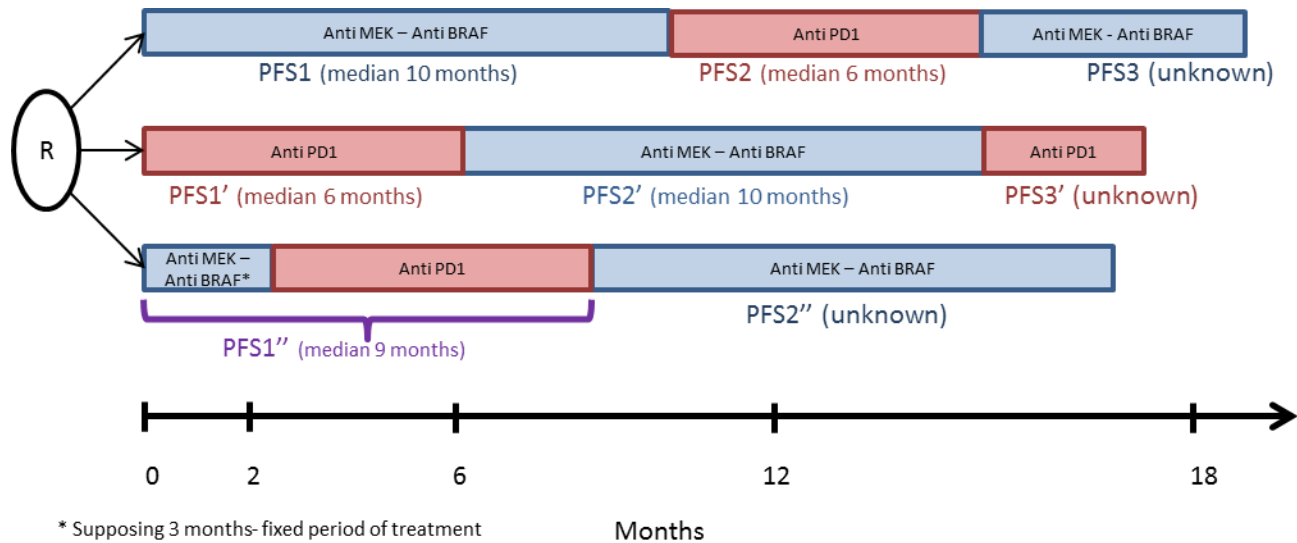 Anti MEK – Anti BRAF
Anti PD1
Anti MEK - Anti BRAF
PFS1 (median 10 months)
PFS2 (median 6 months)
PFS3 (unknown)
R
Anti PD1
Anti MEK – Anti BRAF
Anti PD1
PFS1’ (median 6 months)
PFS2’ (median 10 months)
PFS3’ (unknown)
Anti MEK –
Anti BRAF*
Anti PD1
Anti MEK – Anti BRAF
PFS2’’ (unknown)
PFS1’’ (median 9 months)
0
2
6
12
18
* Supposing 3 months- fixed period of treatment
Months